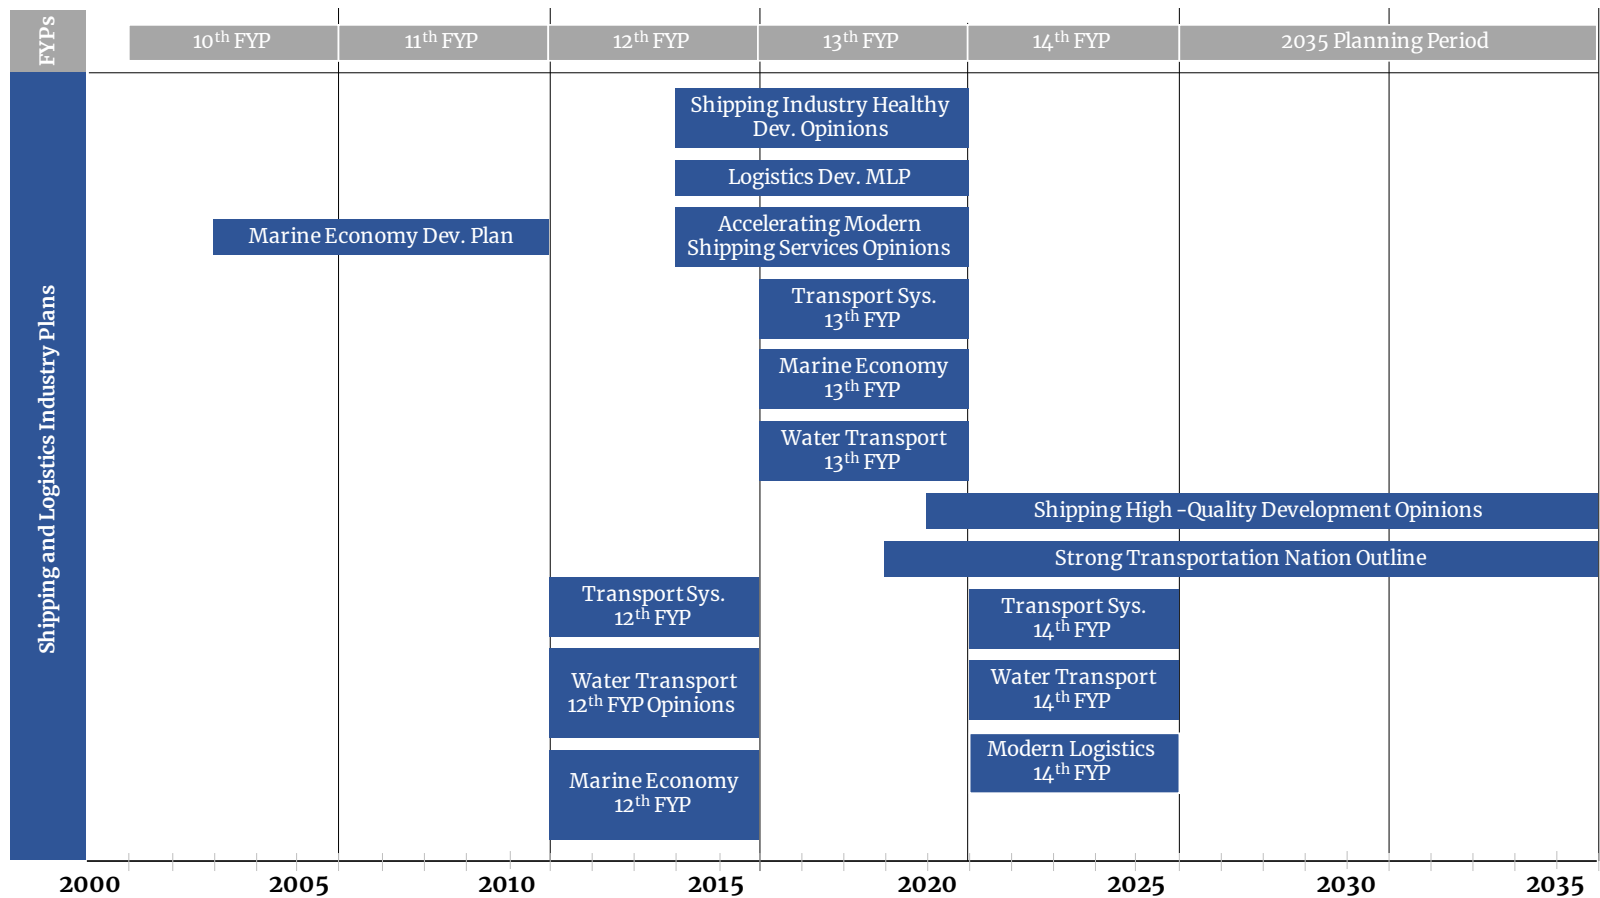 FYPs
10th FYP
11th FYP
12th FYP
13th FYP
14th FYP
2035 Planning Period
Shipping and Logistics Industry Plans
Shipping Industry Healthy
Dev. Opinions
Logistics Dev. MLP
Marine Economy Dev. Plan
Accelerating Modern
Shipping Services Opinions
Transport Sys.
13th FYP
Marine Economy
13th FYP
Water Transport
13th FYP
Shipping High-Quality Development Opinions
Strong Transportation Nation Outline
Transport Sys.
12th FYP
Transport Sys.
14th FYP
Water Transport
12th FYP Opinions
Water Transport
14th FYP
Marine Economy
12th FYP
Modern Logistics
14th FYP
2000
2005
2010
2015
2020
2025
2030
2035